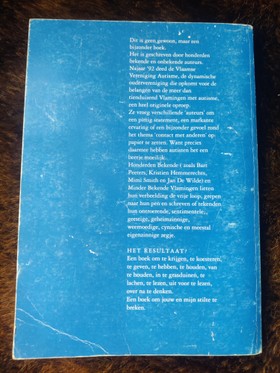 Dit is geen gewoon, maar een
bijzonder boek.
Het is geschreven door honderden
bekende en onbekende auteurs.
Najaar '92 deed de Vlaamse
Vereniging Autisme, de dynamische
oudervereniging die opkomt voor de
belangen van de meer dan
tienduizend Vlamingen met autisme,
een heel originele oproep.
Ze vroeg verschillende 'auteurs' om
een pittig statement, een markante
ervaring of een bijzonder gevoel rond
het thema 'contact met anderen' op
papier te zetten. Want precies
daarmee hebben autisten het een
leven moeilijk.
Honderden Bekende (zoals Bart
Peeters, Kristien Hemmerechts,
Mimi Smith en Jan De Wilde) en
Minder Bekende Vlamingen lieten
hun verbeelding de vrije loop, grepen
naar hun pen en schreven of tekenden
hun ontroerende, sentimentele,
geestige, geheimzinnige,
weemoedige, cynische en meestal
eigenzinnige zegje.
HET RESULTAAT?
Een boek om te krijgen, te koesteren,
te geven, te hebben, te houden, van
te houden, in te grasduinen, te
lachen, te lezen, uit voor te lezen,
over na te denken.
Een boek om jouw en mijn stilte te
breken.